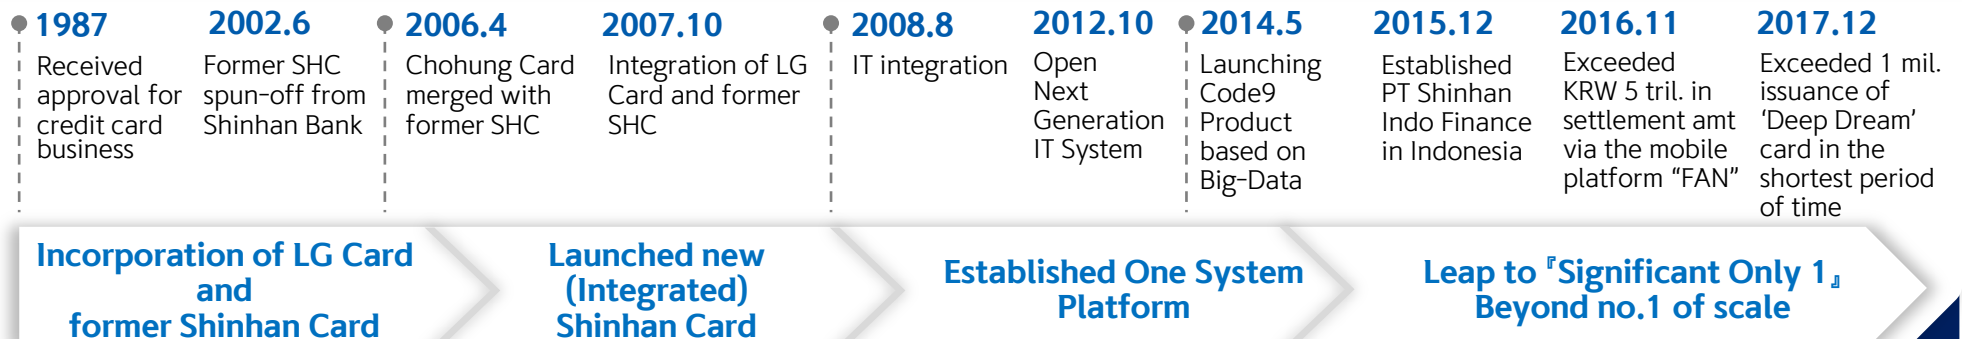 1987
Received
approval for
credit card
business
2002.6
Former SHC
spun-off from
Shinhan Bank
2006.4
Chohung Card
merged with
former SHC
2007.10
Integration of LG
Card and former
SHC
2008.8
IT integration
2012.10
Open
Next
Generation
IT System
2014.5
Launching
Code9
Product
based on
Big-Data
2015.12
Established
PT Shinhan
Indo Finance
in Indonesia
2016.11
Exceeded
KRW 5 tril. in
settlement amt
via the mobile
platform “FAN”
2017.12
Exceeded 1 mil.
issuance of
‘Deep Dream’
card in the
shortest period
of time
Incorporation of LG Card
and
former Shinhan Card
Launched new
(Integrated)
Shinhan Card
Established One System
Platform
Leap to『Significant Only 1』
Beyond no.1 of scale